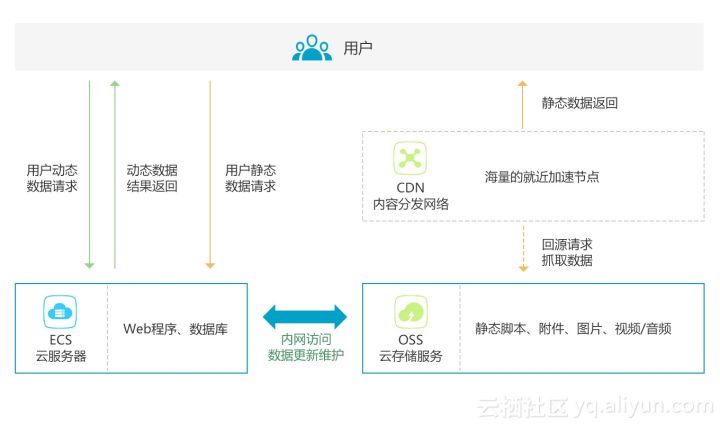 用户
静态数据返回
用户动态
数据请求
动态数据
结果返回
用户静态
数据请求
CDN
内容分发网络
海量的就近加速节点
回源请求
抓取数据
ECS
云服务器
Web程序、数据库
内网访问
数据更新维护
OSS
云存储服务
静态脚本、附件、图片、视频/音频
云栖社区 yq.aliyun.com